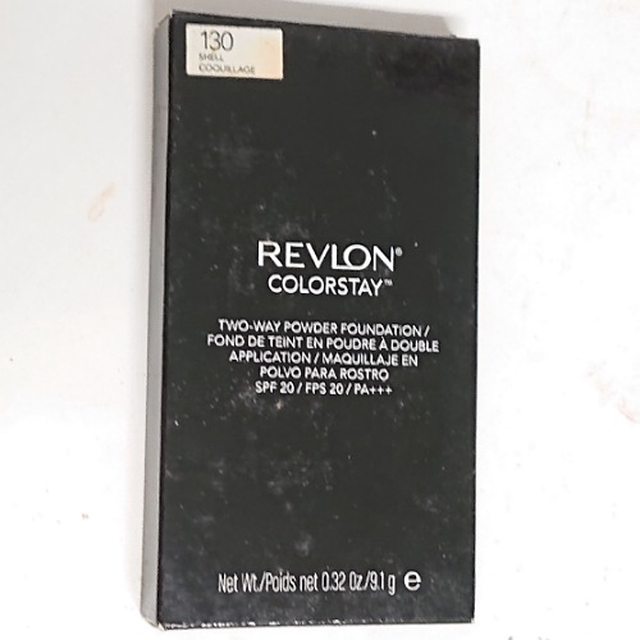 130
SHELL
COQUILLAGE
REVLON®
COLORSTAY™
TWO-WAY POWDER FOUNDATION /
FOND DE TEINT EN POUDRE À DOUBLE
APPLICATION / MAQUILLAJE EN
POLVO PARA ROSTRO
SPF 20 / FPS 20 / PA+++
Net Wt./Poids net 0.32 Oz./9.1 g e